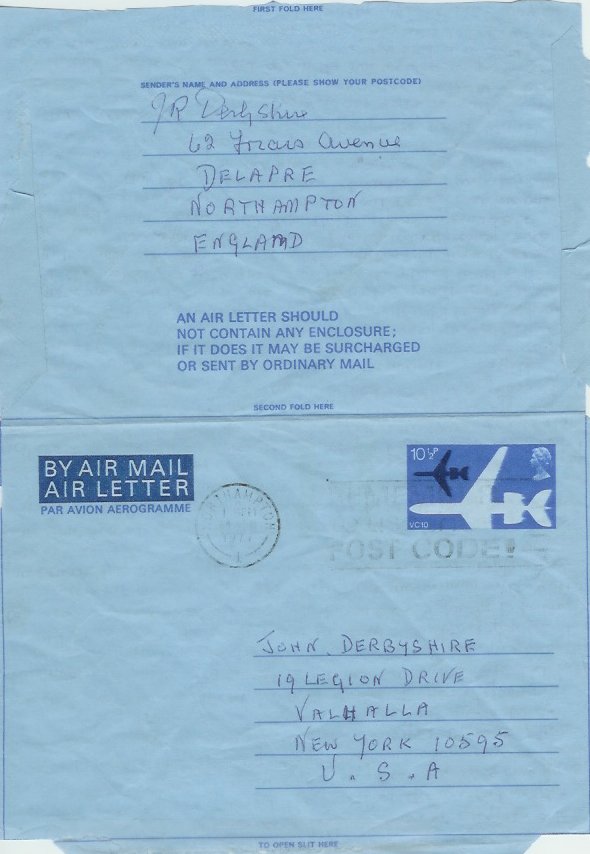 FIRST FOLD HERE
SENDER'S NAME AND ADDRESS (PLEASE SHOW YOUR POSTCODE)
JR Derbyshire
62 Friars Avenue
DELAPRE
NORTHAMPTON
ENGLAND
AN AIR LETTER SHOULD
NOT CONTAIN ANY ENCLOSURE;
IF IT DOES IT MAY BE SURCHARGED
OR SENT BY ORDINARY MAIL
SECOND FOLD HERE
BY AIR MAIL
AIR LETTER
PAR AVION AEROGRAMME
NORTHAMPTON
10½P
VC10
POST CODE!
JOHN DERBYSHIRE
19 LEGION DRIVE
VALHALLA
NEW YORK 10595
U.S.A
TO OPEN SLIT HERE